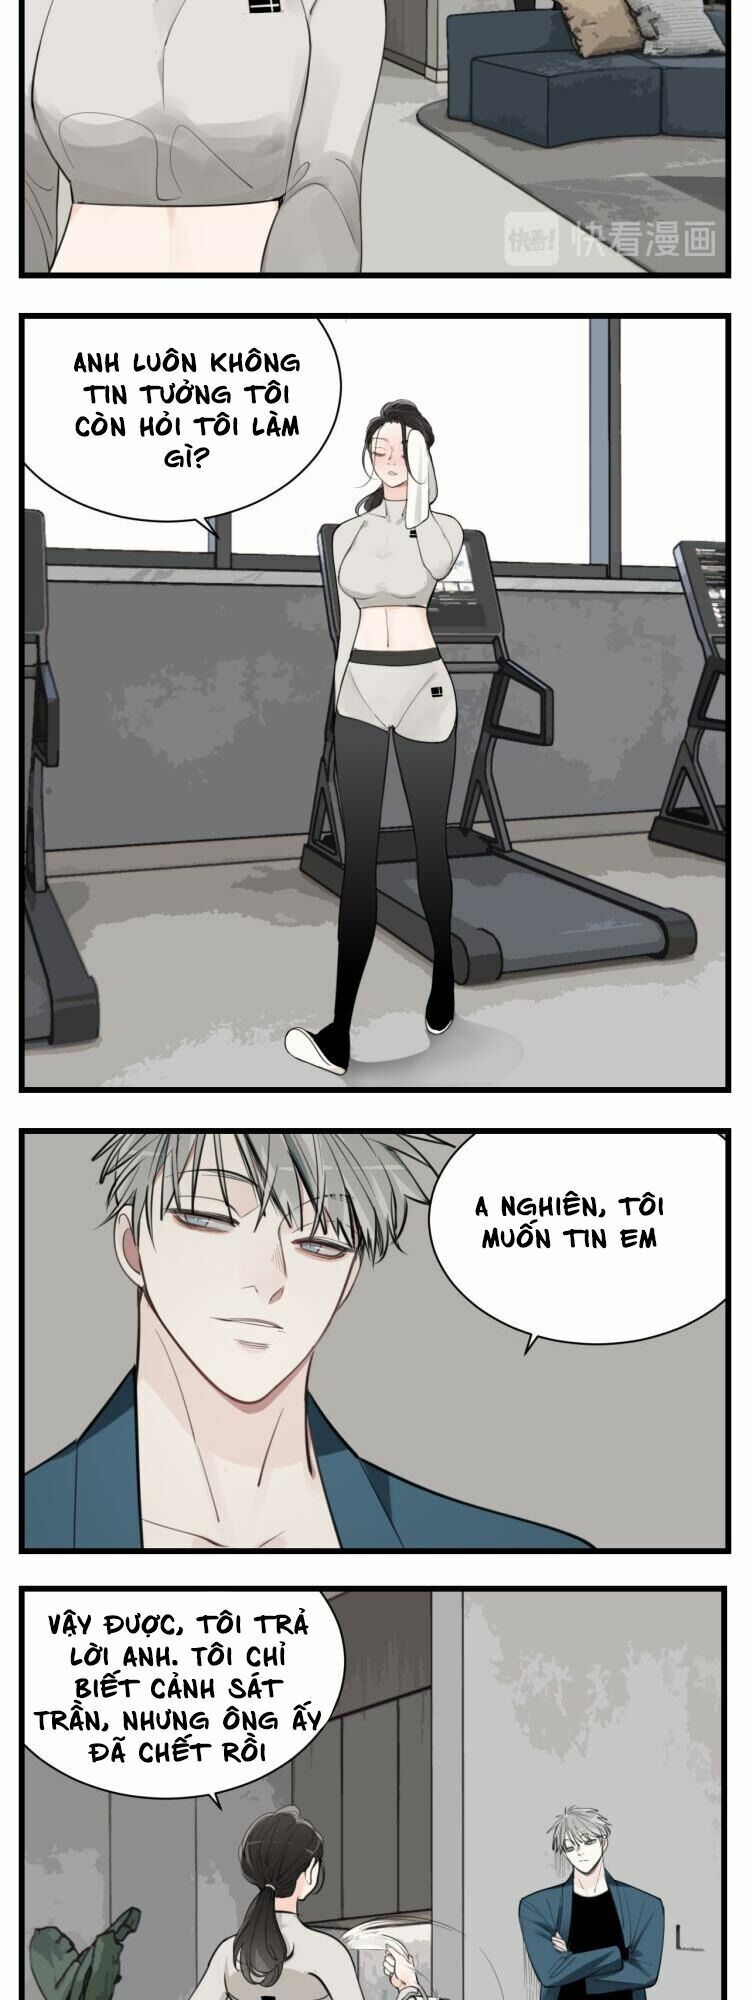 快看! 快看漫画
ANH LUÔN KHÔNG
TIN TƯỞNG TÔI
CÒN HỎI TÔI LÀM
GÌ?
A NGHIÊN, TÔI
MUỐN TIN EM
VẬY ĐƯỢC, TÔI TRẢ
LỜI ANH. TÔI CHỈ
BIẾT CẢNH SÁT
TRẦN, NHƯNG ÔNG ẤY
ĐÃ CHẾT RỒI